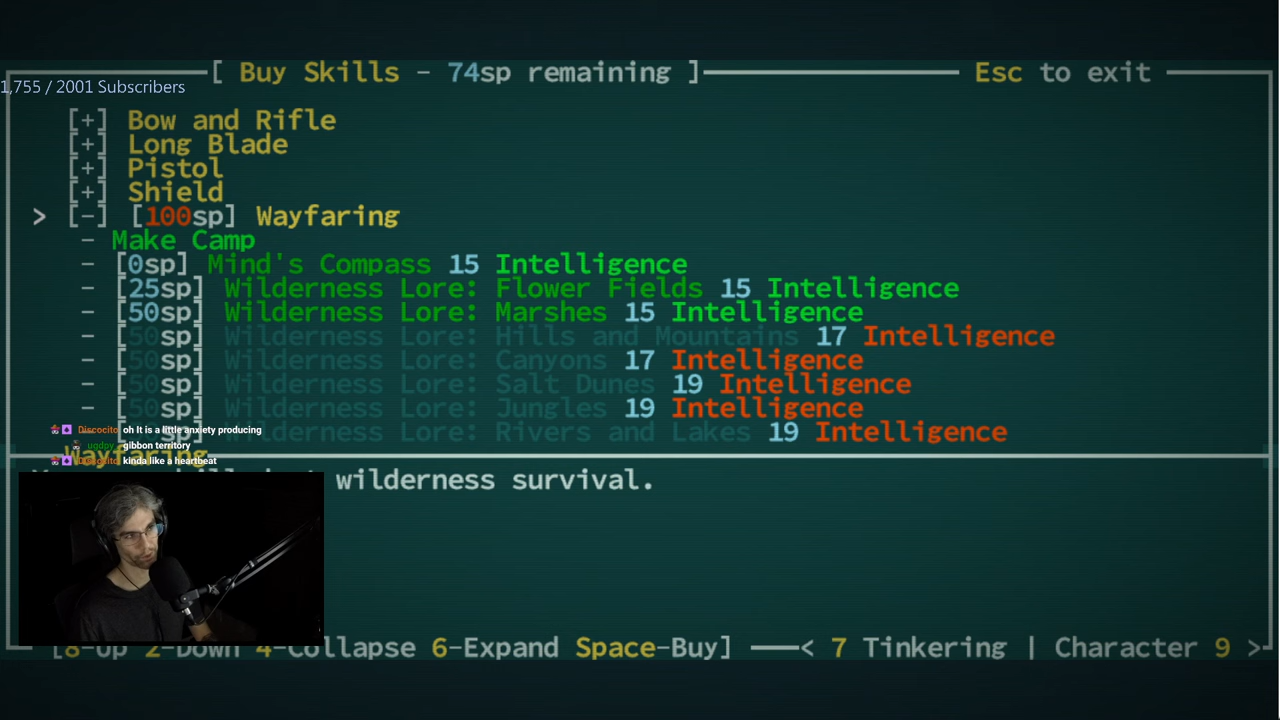 [ Buy Skills - 74sp remaining ] Esc to exit
1,755 / 2001 Subscribers
[+] Bow and Rifle
[+] Long Blade
[+] Pistol
[+] Shield
> [-] [100sp] Wayfaring
- Make Camp
- [0sp] Mind's Compass 15 Intelligence
- [25sp] Wilderness Lore: Flower Fields 15 Intelligence
- [50sp] Wilderness Lore: Marshes 15 Intelligence
- [50sp] Wilderness Lore: Hills and Mountains 17 Intelligence
- [50sp] Wilderness Lore: Canyons 17 Intelligence
- [50sp] Wilderness Lore: Salt Dunes 19 Intelligence
- [50sp] Wilderness Lore: Jungles 19 Intelligence
Wilderness Lore: Rivers and Lakes 19 Intelligence
Discocito oh It is a little anxiety producing
gibbon territory
Discocito kinda like a heartbeat
Wayfaring
wilderness survival.
[8-Up 2-Down 4-Collapse 6-Expand Space-Buy] < 7 Tinkering | Character 9 >